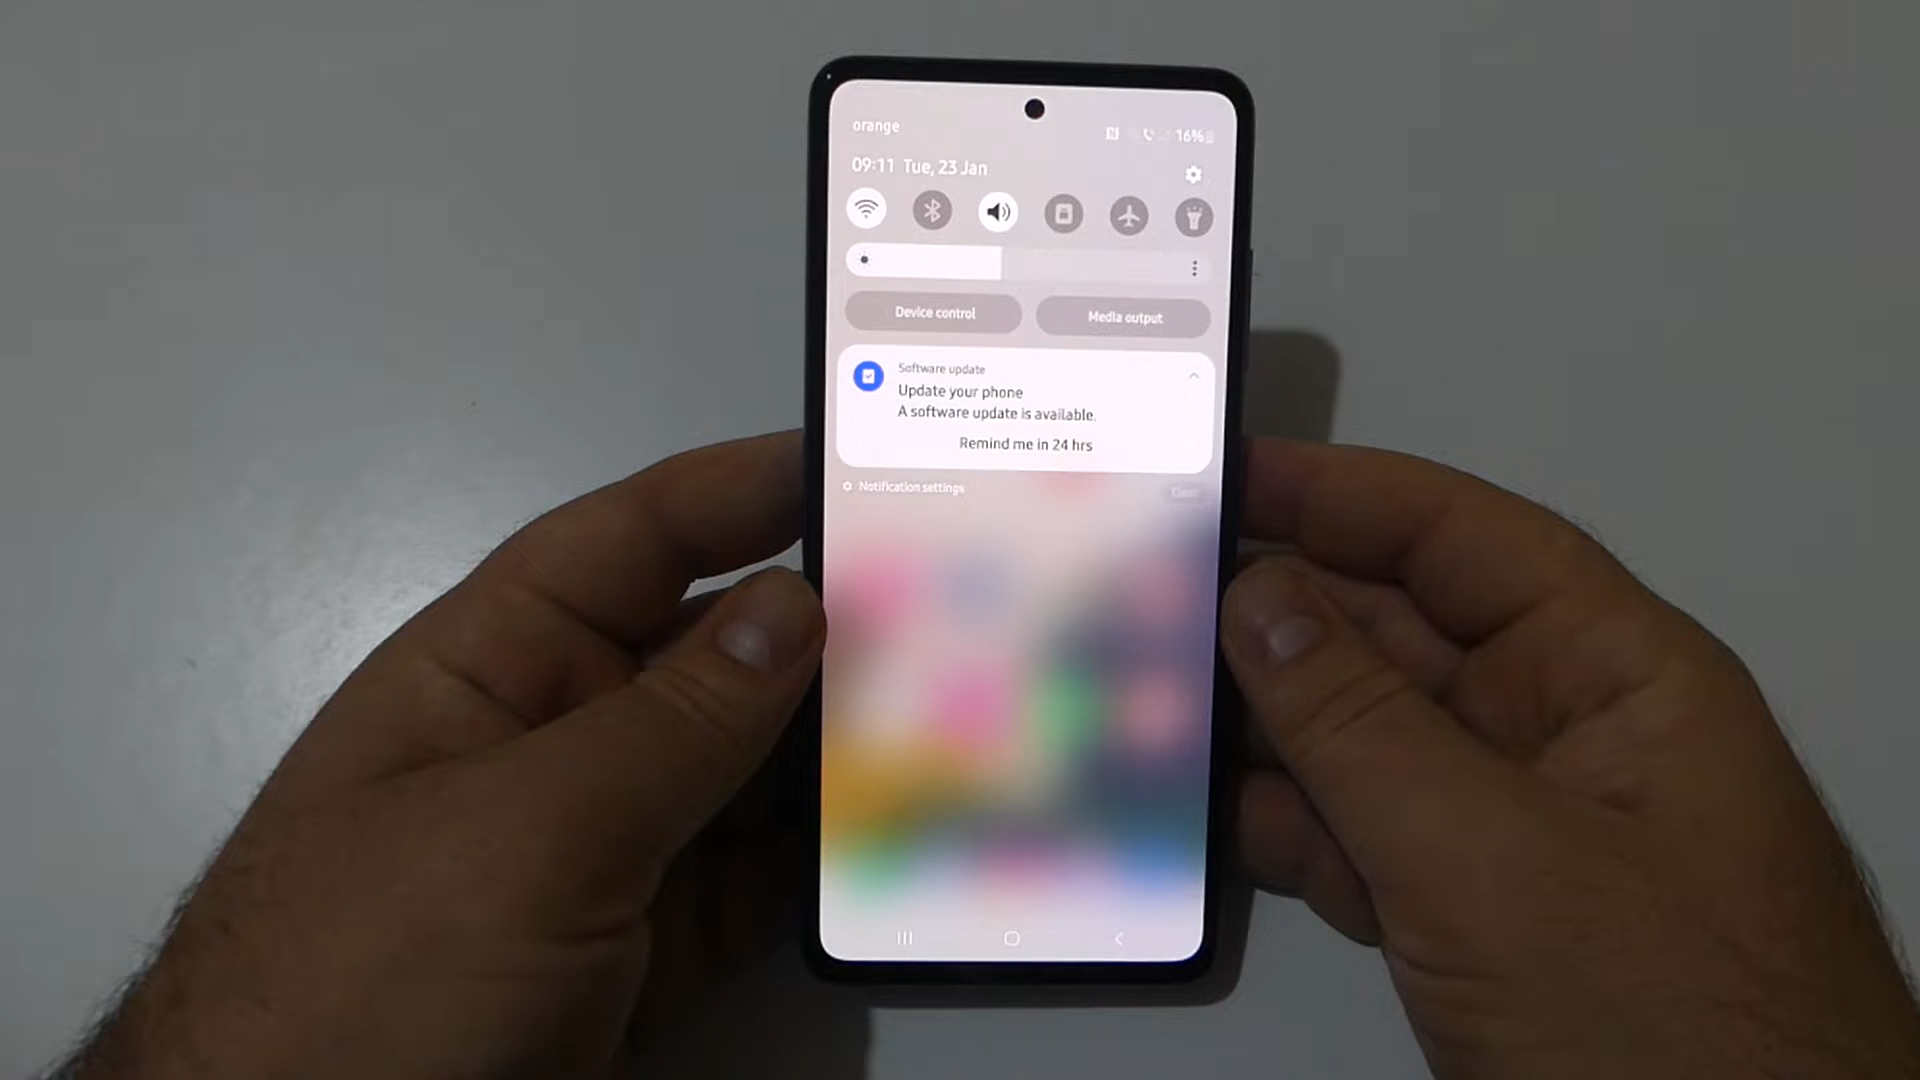 orange
16%
09:11 Tue, 23 Jan
Device control
Media output
Software update
Update your phone
A software update is available.
Remind me in 24 hrs
Notification settings
Clear